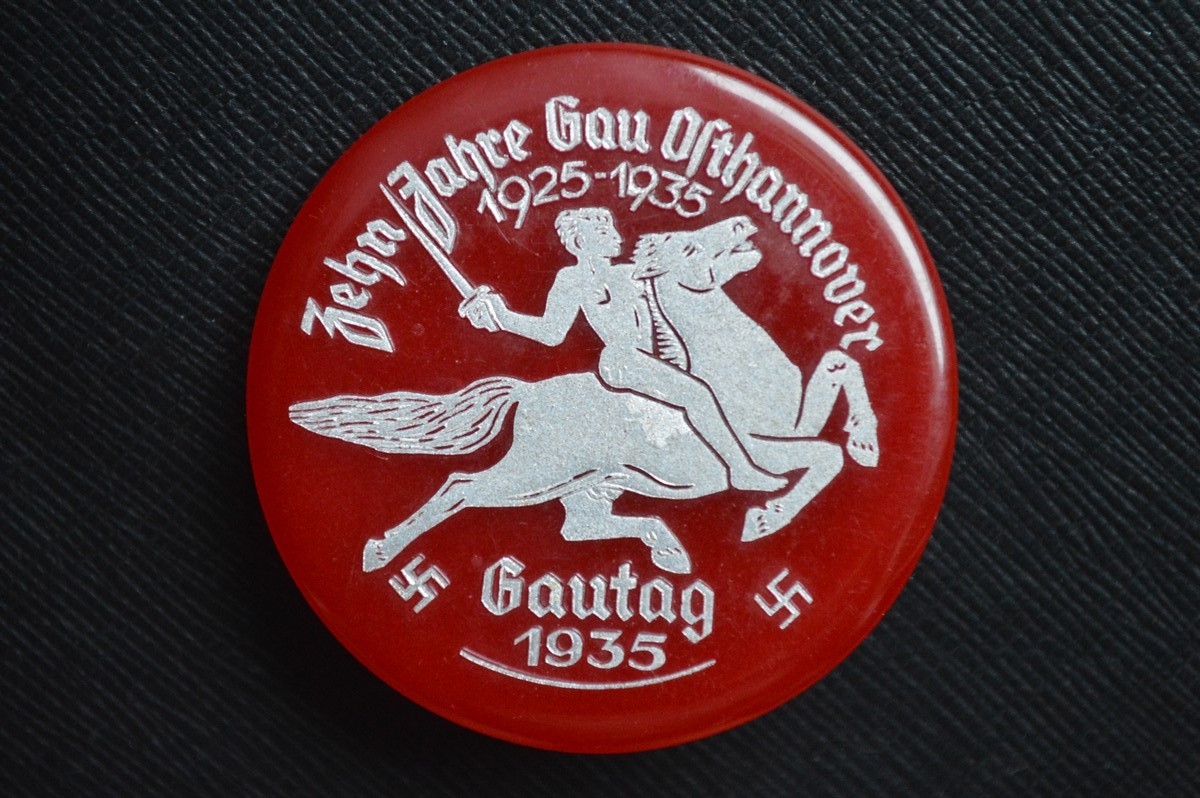 Zehn Jahre Gau Osthannover
1925-1935
Gautag
1935